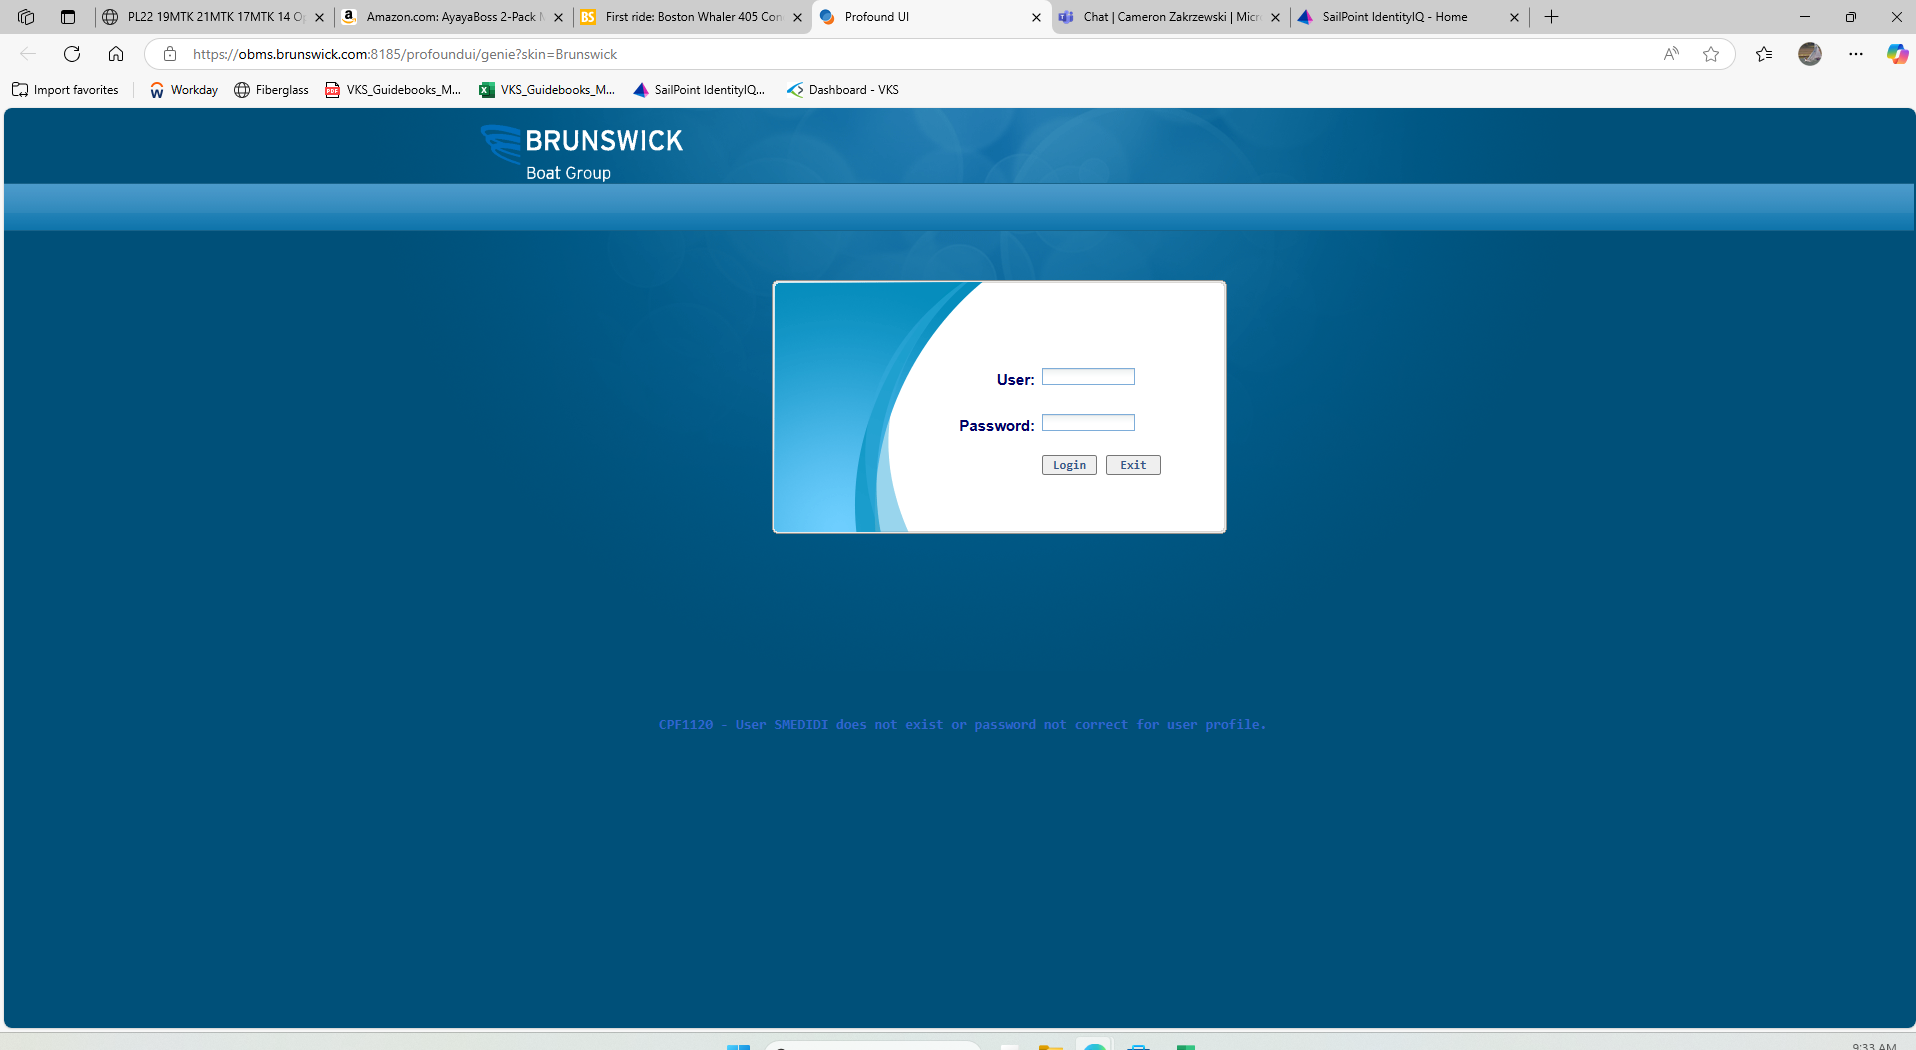 PL22 19MTK 21MTK 17MTK 14 O
Amazon.com: AyayaBoss 2-Pack
First ride: Boston Whaler 405 Con
Profound UI
Chat | Cameron Zakrzewski | Micr
SailPoint IdentityIQ - Home
https://obms.brunswick.com:8185/profoundui/genie?skin=Brunswick
Import favorites
Workday
Fiberglass
VKS_Guidebooks_M...
VKS_Guidebooks_M...
SailPoint IdentityIQ...
Dashboard - VKS
BRUNSWICK
Boat Group
User:
Password:
Login Exit
CPF1120 - User SMEDIDI does not exist or password not correct for user profile.
9:33 AM